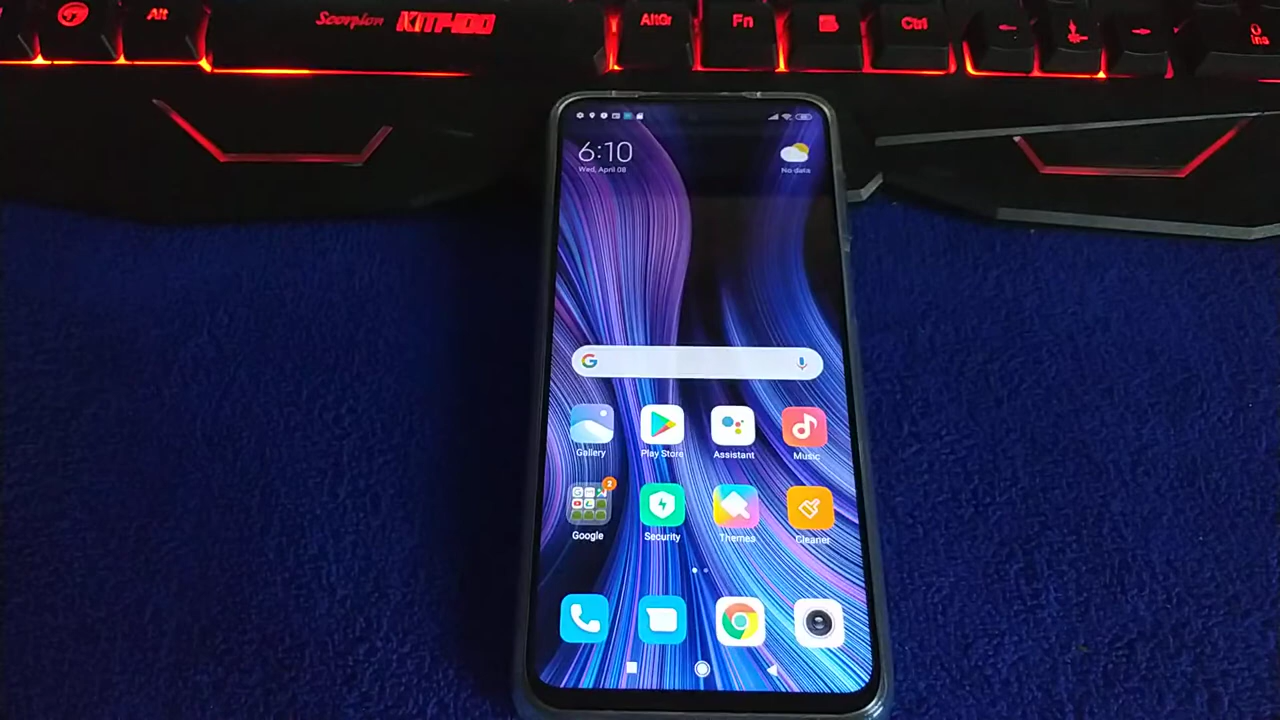 Alt
Scorpion KM400
AltGr
Fn
Ctrl
Ins
6:10
Wed, April 08
No data
G
Gallery
Play Store
Assistant
Music
2
Google
Security
Themes
Cleaner